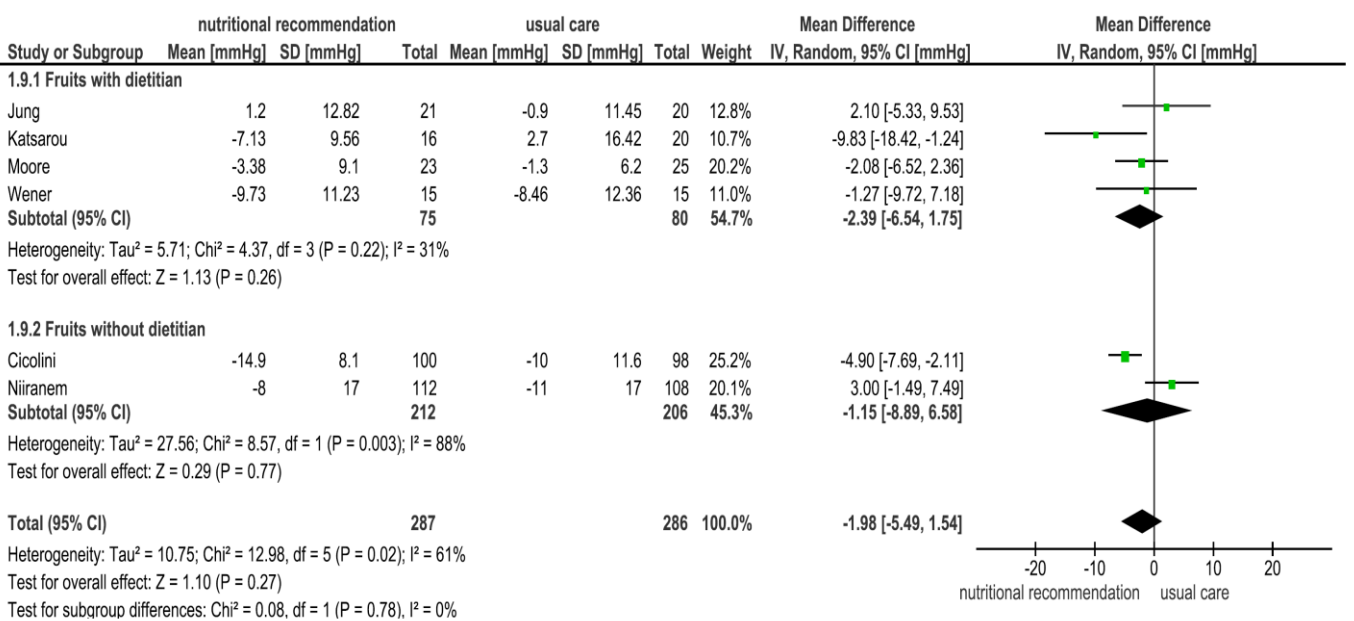 nutritional recommendation usual care Mean Difference Mean Difference
Study or Subgroup Mean [mmHg] SD [mmHg] Total Mean [mmHg] SD [mmHg] Total Weight IV, Random, 95% CI [mmHg] IV, Random, 95% CI [mmHg]
1.9.1 Fruits with dietitian
Jung 1.2 12.82 21 -0.9 11.45 20 12.8% 2.10 [-5.33, 9.53]
Katsarou -7.13 9.56 16 2.7 16.42 20 10.7% -9.83 [-18.42, -1.24]
Moore -3.38 9.1 23 -1.3 6.2 25 20.2% -2.08 [-6.52, 2.36]
Wener -9.73 11.23 15 -8.46 12.36 15 11.0% -1.27 [-9.72, 7.18]
Subtotal (95% CI) 75 80 54.7% -2.39 [-6.54, 1.75]
Heterogeneity: Tau² = 5.71; Chi² = 4.37, df = 3 (P = 0.22); I² = 31%
Test for overall effect: Z = 1.13 (P = 0.26)
1.9.2 Fruits without dietitian
Cicolini -14.9 8.1 100 -10 11.6 98 25.2% -4.90 [-7.69, -2.11]
Niiranem -8 17 112 -11 17 108 20.1% 3.00 [-1.49, 7.49]
Subtotal (95% CI) 212 206 45.3% -1.15 [-8.89, 6.58]
Heterogeneity: Tau² = 27.56; Chi² = 8.57, df = 1 (P = 0.003); I² = 88%
Test for overall effect: Z = 0.29 (P = 0.77)
Total (95% CI) 287 286 100.0% -1.98 [-5.49, 1.54]
Heterogeneity: Tau² = 10.75; Chi² = 12.98, df = 5 (P = 0.02); I² = 61%
Test for overall effect: Z = 1.10 (P = 0.27)
Test for subgroup differences: Chi² = 0.08, df = 1 (P = 0.78), I² = 0%
-20 -10 0 10 20
nutritional recommendation usual care